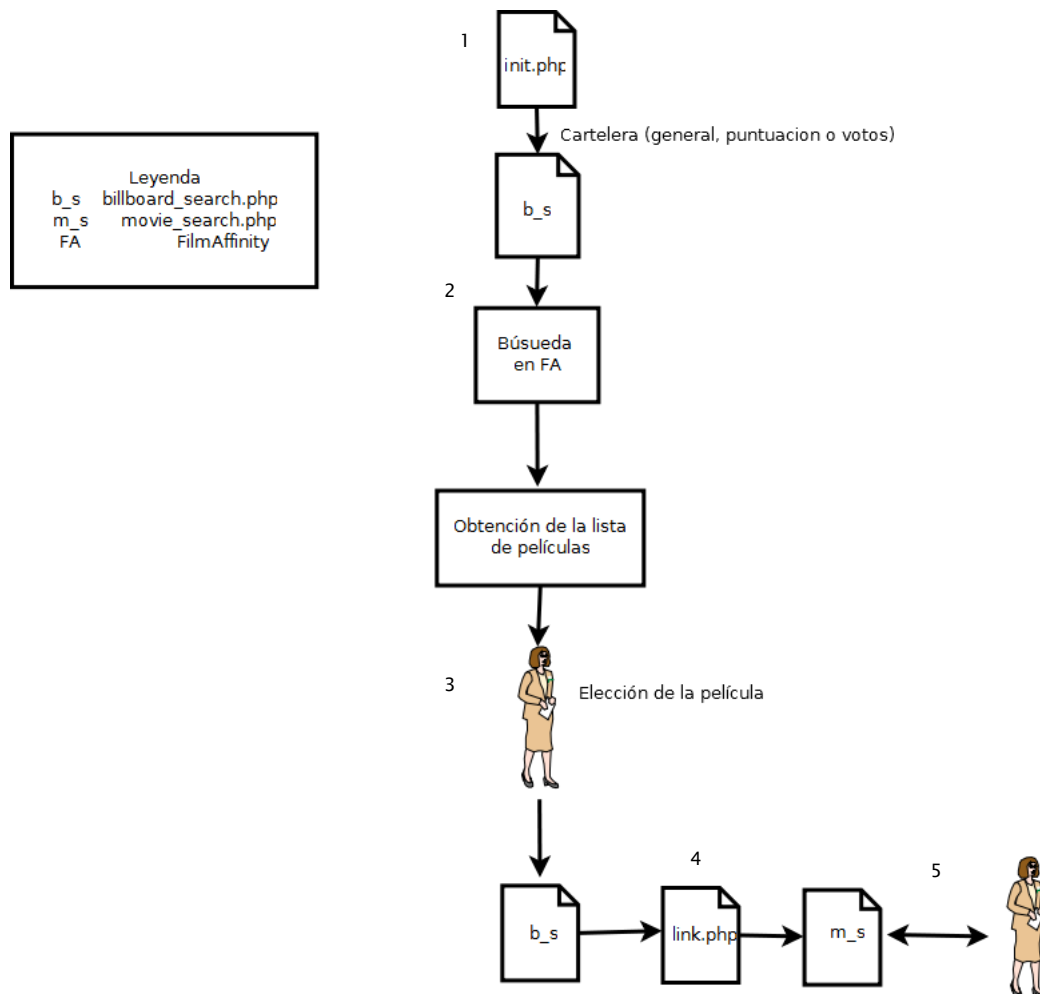 1
init.php
Cartelera (general, puntuacion o votos)
Leyenda
b_s billboard_search.php
m_s movie_search.php
FA FilmAffinity
b_s
2
Búsueda
en FA
Obtención de la lista
de películas
3
Elección de la película
4
5
b_s
link.php
m_s